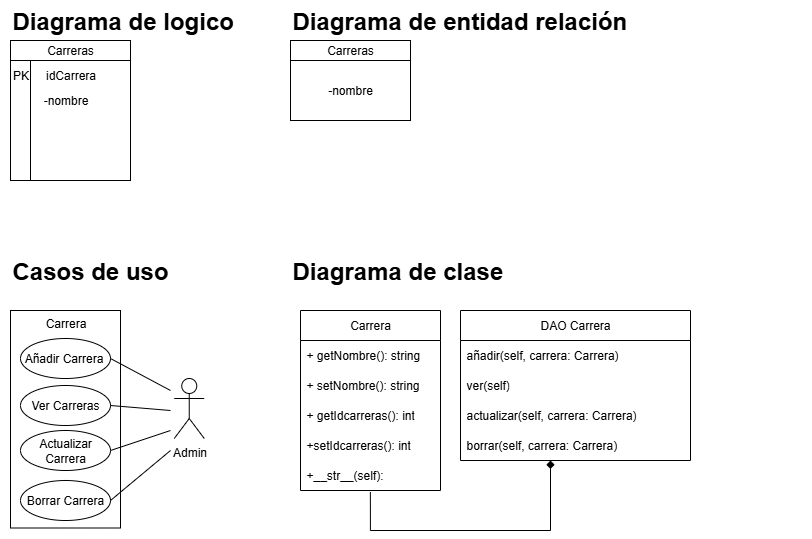 Diagrama de logico
Carreras
PK idCarrera
-nombre
Diagrama de entidad relación
Carreras
-nombre
Casos de uso
Carrera
Añadir Carrera
Ver Carreras
Actualizar
Carrera
Borrar Carrera
Admin
Diagrama de clase
Carrera
+ getNombre(): string
+ setNombre(): string
+ getIdcarreras(): int
+setIdcarreras(): int
+__str__(self):
DAO Carrera
añadir(self, carrera: Carrera)
ver(self)
actualizar(self, carrera: Carrera)
borrar(self, carrera: Carrera)